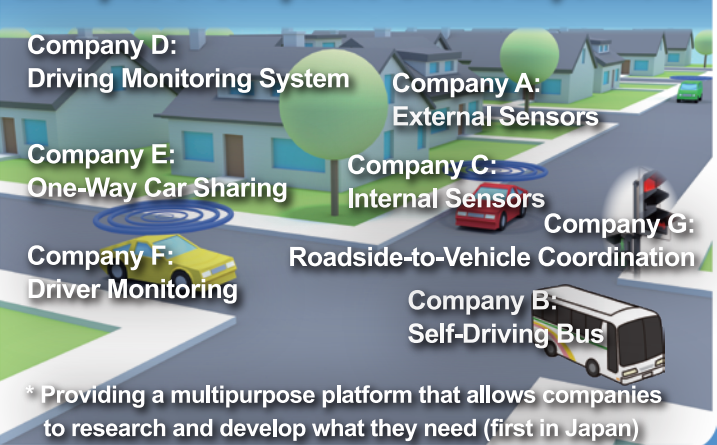 Company D:
Driving Monitoring System
Company A:
External Sensors
Company E:
One-Way Car Sharing
Company C:
Internal Sensors
Company G:
Roadside-to-Vehicle Coordination
Company F:
Driver Monitoring
Company B:
Self-Driving Bus
* Providing a multipurpose platform that allows companies
to research and develop what they need (first in Japan)